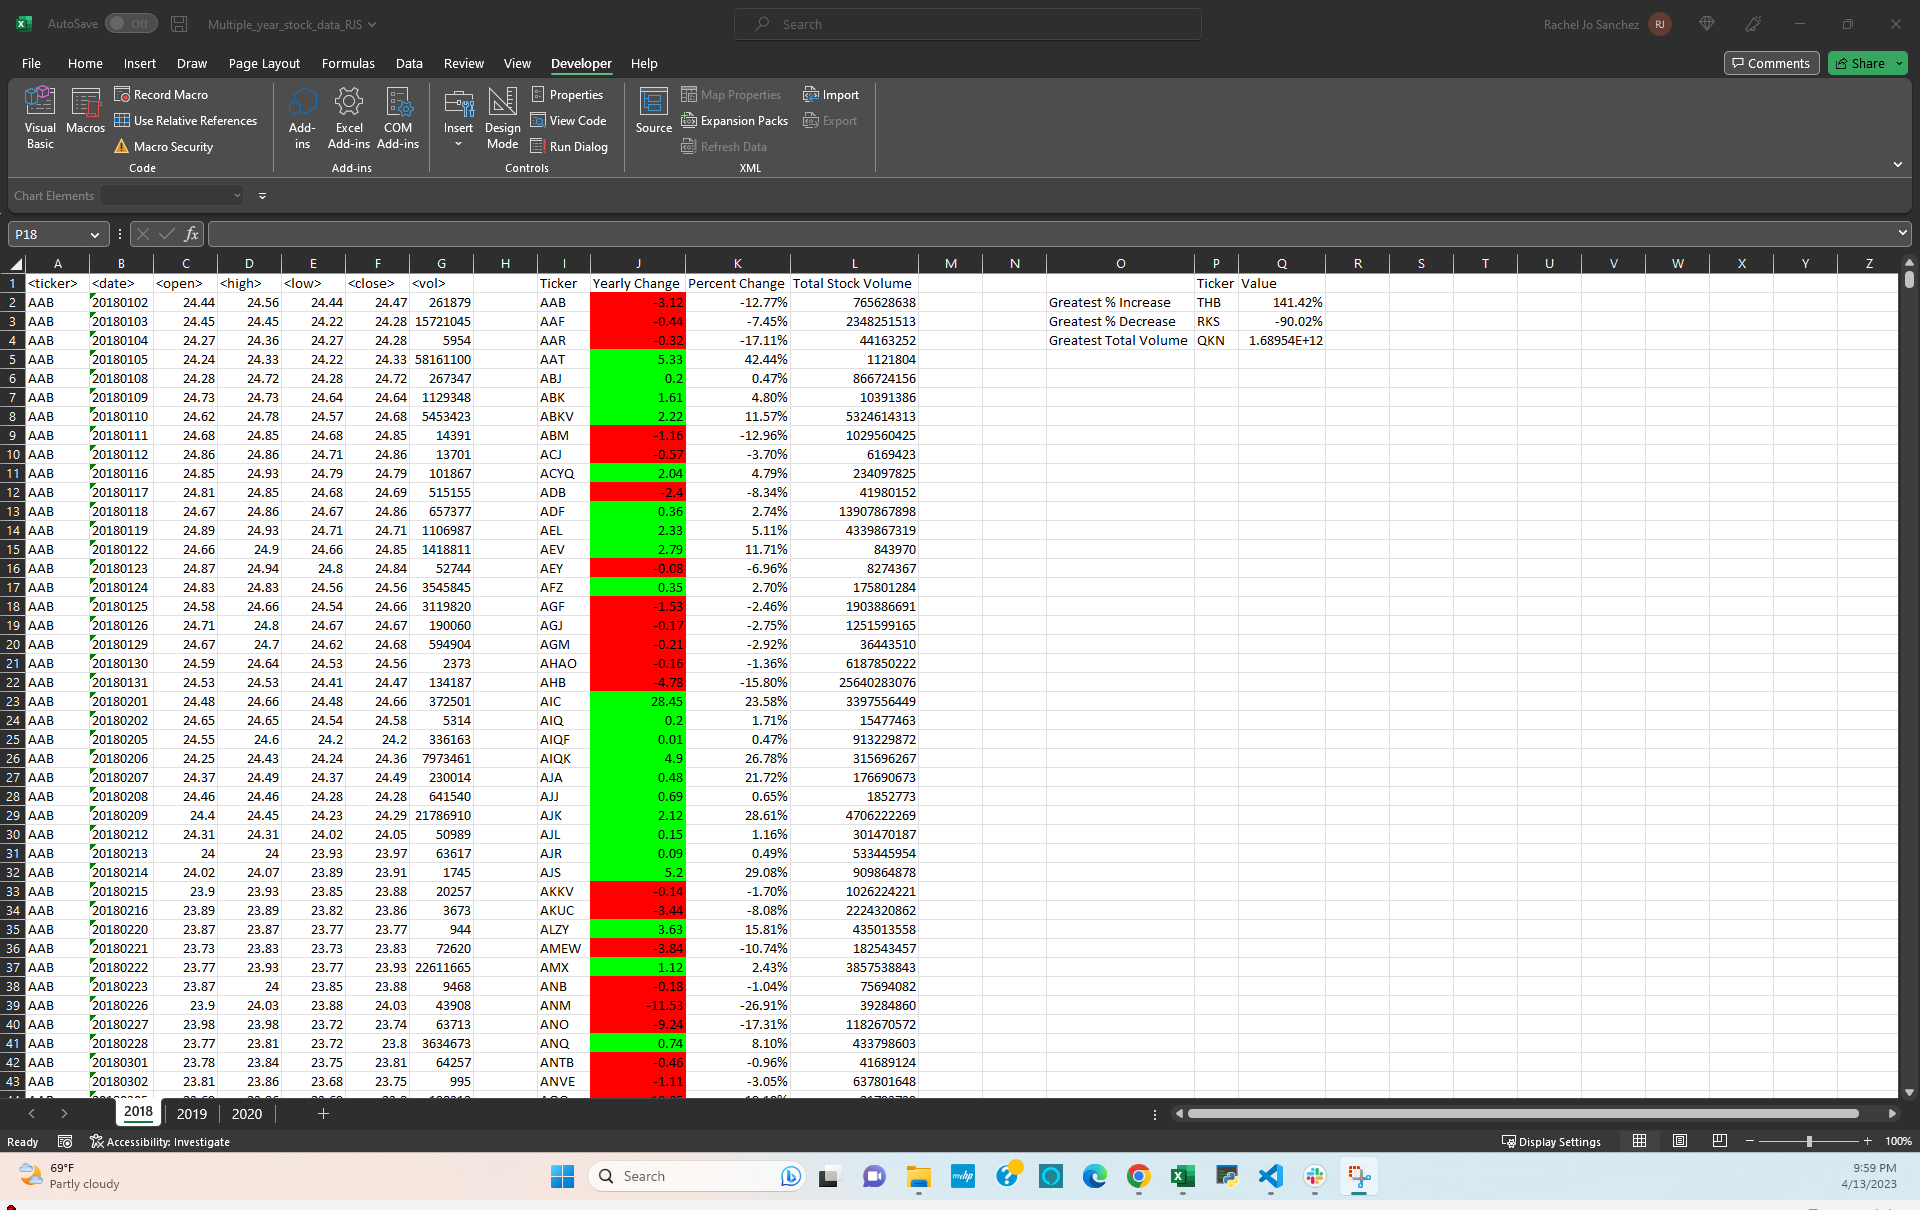 AutoSave Off Multiple_year_stock_data_RJS Search Rachel Jo Sanchez RJ
File Home Insert Draw Page Layout Formulas Data Review View Developer Help Comments Share
Visual Basic Macros Record Macro Use Relative References Macro Security Add-ins Excel Add-ins COM Add-ins Insert Design Mode Properties View Code Run Dialog Source Map Properties Expansion Packs Refresh Data Import Export
Code Add-ins Controls XML
Chart Elements
P18 fx
A B C D E F G H I J K L M N O P Q R S T U V W X Y Z
1 <ticker> <date> <open> <high> <low> <close> <vol> Ticker Yearly Change Percent Change Total Stock Volume Ticker Value
2 AAB 20180102 24.44 24.56 24.44 24.47 261879 AAB -3.12 -12.77% 765628638 Greatest % Increase THB 141.42%
3 AAB 20180103 24.45 24.45 24.22 24.28 15721045 AAF -0.44 -7.45% 2348251513 Greatest % Decrease RKS -90.02%
4 AAB 20180104 24.27 24.36 24.27 24.28 5954 AAR -0.32 -17.11% 44163252 Greatest Total Volume QKN 1.68954E+12
5 AAB 20180105 24.24 24.33 24.22 24.33 58161100 AAT 5.33 42.44% 1121804
6 AAB 20180108 24.28 24.72 24.28 24.72 267347 ABJ 0.2 0.47% 866724156
7 AAB 20180109 24.73 24.73 24.64 24.64 1129348 ABK 1.61 4.80% 10391386
8 AAB 20180110 24.62 24.78 24.57 24.68 5453423 ABKV 2.22 11.57% 5324614313
9 AAB 20180111 24.68 24.85 24.68 24.85 14391 ABM -1.16 -12.96% 1029560425
10 AAB 20180112 24.86 24.86 24.71 24.86 13701 ACJ -0.57 -3.70% 6169423
11 AAB 20180116 24.85 24.93 24.79 24.79 101867 ACYQ 2.04 4.79% 234097825
12 AAB 20180117 24.81 24.85 24.68 24.69 515155 ADB -2.4 -8.34% 41980152
13 AAB 20180118 24.67 24.86 24.67 24.86 657377 ADF 0.36 2.74% 13907867898
14 AAB 20180119 24.89 24.93 24.71 24.71 1106987 AEL 2.33 5.11% 4339867319
15 AAB 20180122 24.66 24.9 24.66 24.85 1418811 AEV 2.79 11.71% 843970
16 AAB 20180123 24.87 24.94 24.8 24.84 52744 AEY -0.08 -6.96% 8274367
17 AAB 20180124 24.83 24.83 24.56 24.56 3545845 AFZ 0.35 2.70% 175801284
18 AAB 20180125 24.58 24.66 24.54 24.66 3119820 AGF -1.53 -2.46% 1903886691
19 AAB 20180126 24.71 24.8 24.67 24.67 190060 AGJ -0.17 -2.75% 1251599165
20 AAB 20180129 24.67 24.7 24.62 24.68 594904 AGM -0.21 -2.92% 36443510
21 AAB 20180130 24.59 24.64 24.53 24.56 2373 AHAO -0.16 -1.36% 6187850222
22 AAB 20180131 24.53 24.53 24.41 24.47 134187 AHB -4.78 -15.80% 25640283076
23 AAB 20180201 24.48 24.66 24.48 24.66 372501 AIC 28.45 23.58% 3397556449
24 AAB 20180202 24.65 24.65 24.54 24.58 5314 AIQ 0.2 1.71% 15477463
25 AAB 20180205 24.55 24.6 24.2 24.2 336163 AIQF 0.01 0.47% 913229872
26 AAB 20180206 24.25 24.43 24.24 24.36 7973461 AIQK 4.9 26.78% 315696267
27 AAB 20180207 24.37 24.49 24.37 24.49 230014 AJA 0.48 21.72% 176690673
28 AAB 20180208 24.46 24.46 24.28 24.28 641540 AJJ 0.69 0.65% 1852773
29 AAB 20180209 24.4 24.45 24.23 24.29 21786910 AJK 2.12 28.61% 4706222269
30 AAB 20180212 24.31 24.31 24.02 24.05 50989 AJL 0.15 1.16% 301470187
31 AAB 20180213 24 24 23.93 23.97 63617 AJR 0.09 0.49% 533445954
32 AAB 20180214 24.02 24.07 23.89 23.91 1745 AJS 5.2 29.08% 909864878
33 AAB 20180215 23.9 23.93 23.85 23.88 20257 AKKV -0.14 -1.70% 1026224221
34 AAB 20180216 23.89 23.89 23.82 23.86 3673 AKUC -3.44 -8.08% 2224320862
35 AAB 20180220 23.87 23.87 23.77 23.77 944 ALZY 3.63 15.81% 435013558
36 AAB 20180221 23.73 23.83 23.73 23.83 72620 AMEW -3.84 -10.74% 182543457
37 AAB 20180222 23.77 23.93 23.77 23.93 22611665 AMX 1.12 2.43% 3857538843
38 AAB 20180223 23.87 24 23.85 23.88 9468 ANB -0.18 -1.04% 75694082
39 AAB 20180226 23.9 24.03 23.88 24.03 43908 ANM -11.53 -26.91% 39284860
40 AAB 20180227 23.98 23.98 23.72 23.74 63713 ANO -9.24 -17.31% 1182670572
41 AAB 20180228 23.77 23.81 23.72 23.8 3634673 ANQ 0.74 8.10% 433798603
42 AAB 20180301 23.78 23.84 23.75 23.81 64257 ANTB -0.46 -0.96% 41689124
43 AAB 20180302 23.81 23.86 23.68 23.75 995 ANVE -1.11 -3.05% 637801648
2018 2019 2020
Ready Accessibility: Investigate Display Settings 100%
69°F
Partly cloudy
Search
myhp
9:59 PM
4/13/2023